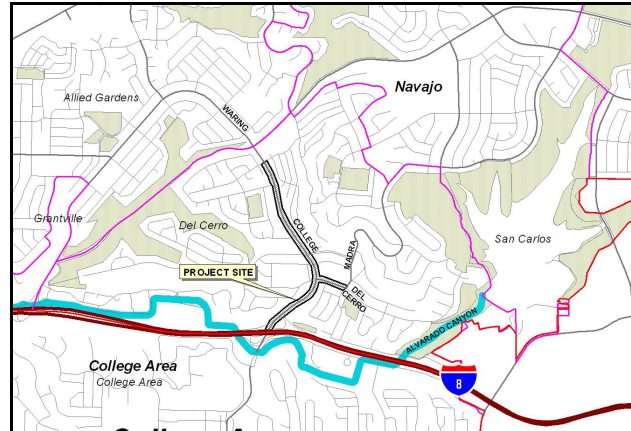 Navajo
Allied Gardens
WARING
Grantville
Del Cerro
COLLEGE
MADRA
San Carlos
PROJECT SITE
DEL
CERRO
ALVARADO CANYON
College Area
College Area
8